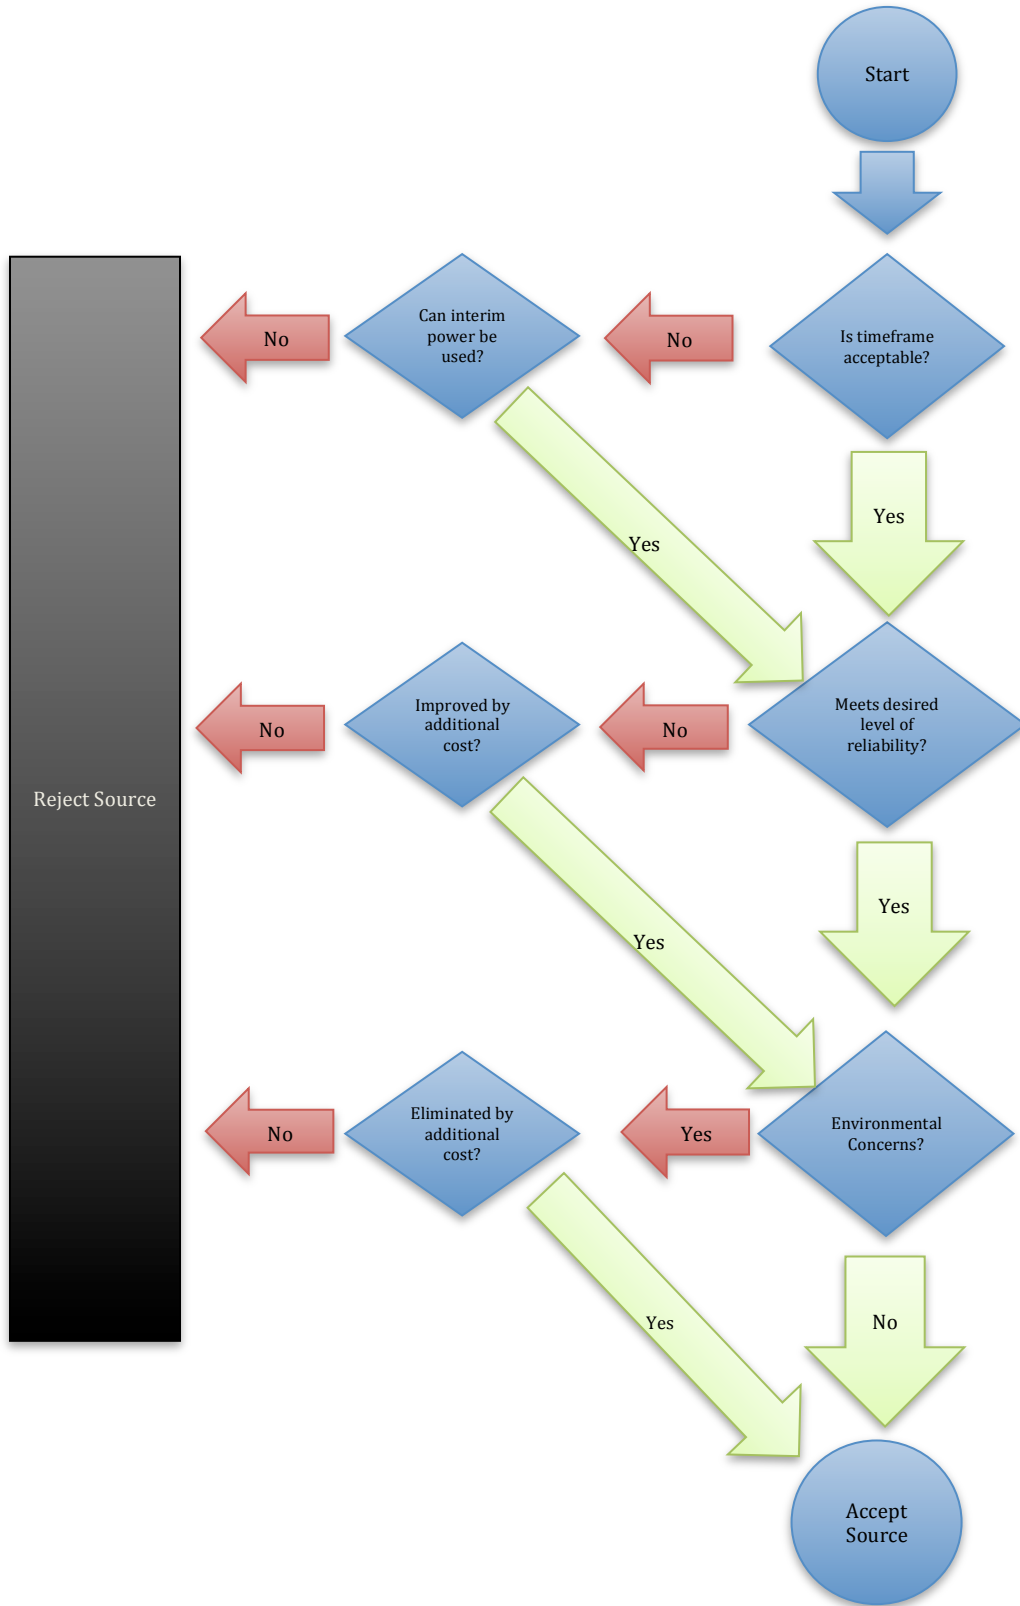 Start
Can interim
power be
used?
No
No
Is timeframe
acceptable?
Yes
Yes
Improved by
additional
cost?
No
No
Meets desired
level of
reliability?
Reject Source
Yes
Yes
Eliminated by
additional
cost?
No
Yes
Environmental
Concerns?
Yes
No
Accept
Source